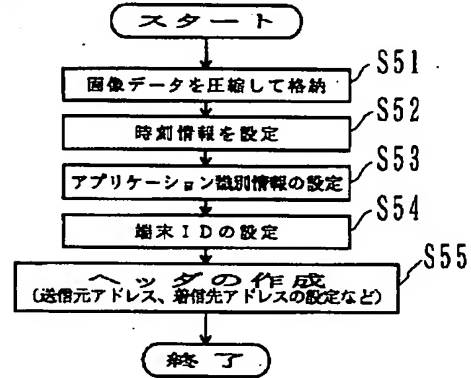 スタート
S51
画像データを圧縮して格納
S52
時刻情報を設定
S53
アプリケーション識別情報の設定
S54
端末IDの設定
S55
ヘッダの作成
(送信元アドレス、着信先アドレスの設定など)
終了